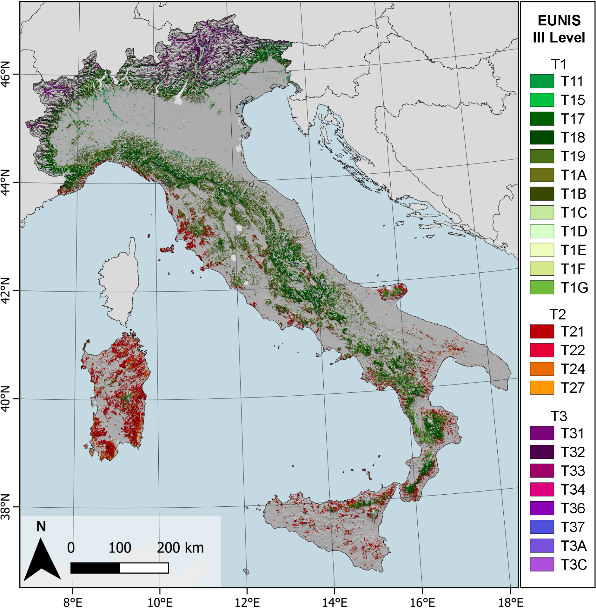 EUNIS
III Level
T1
T11
T15
T17
T18
T19
T1A
T1B
T1C
T1D
T1E
T1F
T1G
T2
T21
T22
T24
T27
T3
T31
T32
T33
T34
T36
T37
T3A
T3C
46°N
44°N
42°N
40°N
38°N
N
0 100 200 km
8°E 10°E 12°E 14°E 16°E 18°E